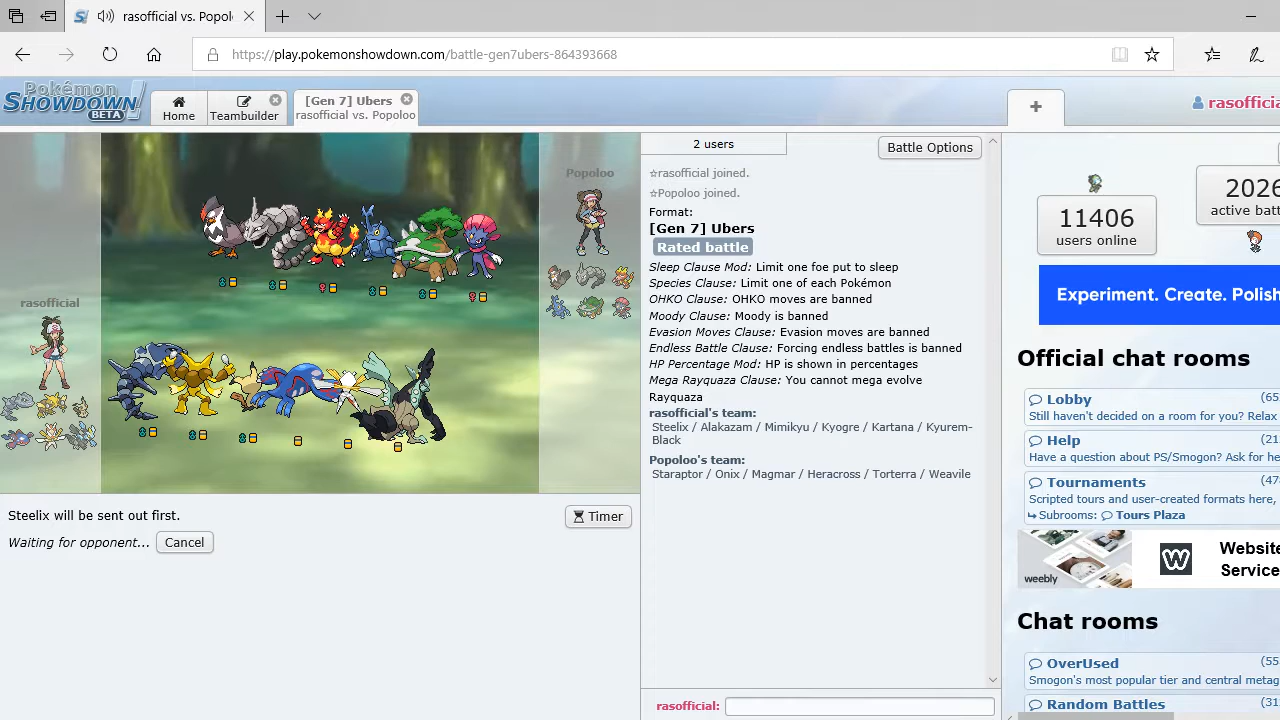 rasofficial vs. Popol
https://play.pokemonshowdown.com/battle-gen7ubers-864393668
Pokémon
SHOWDOWN!
BETA
Home
Teambuilder
[Gen 7] Ubers
rasofficial vs. Popoloo
+
rasofficia
Popoloo
rasofficial
2 users
Battle Options
☆rasofficial joined.
☆Popoloo joined.
Format:
[Gen 7] Ubers
Rated battle
Sleep Clause Mod: Limit one foe put to sleep
Species Clause: Limit one of each Pokémon
OHKO Clause: OHKO moves are banned
Moody Clause: Moody is banned
Evasion Moves Clause: Evasion moves are banned
Endless Battle Clause: Forcing endless battles is banned
HP Percentage Mod: HP is shown in percentages
Mega Rayquaza Clause: You cannot mega evolve
Rayquaza
rasofficial's team:
Steelix / Alakazam / Mimikyu / Kyogre / Kartana / Kyurem-
Black
Popoloo's team:
Staraptor / Onix / Magmar / Heracross / Torterra / Weavile
Steelix will be sent out first.
Timer
Waiting for opponent...
Cancel
rasofficial:
11406
users online
2026
active batt
Experiment. Create. Polish
Official chat rooms
Lobby
(65
Still haven't decided on a room for you? Relax
Help
(21
Have a question about PS/Smogon? Ask for he
Tournaments
(47
Scripted tours and user-created formats here,
Subrooms: Tours Plaza
weebly
W
Website
Service
Chat rooms
OverUsed
(55
Smogon's most popular tier and central metag
Random Battles
(31